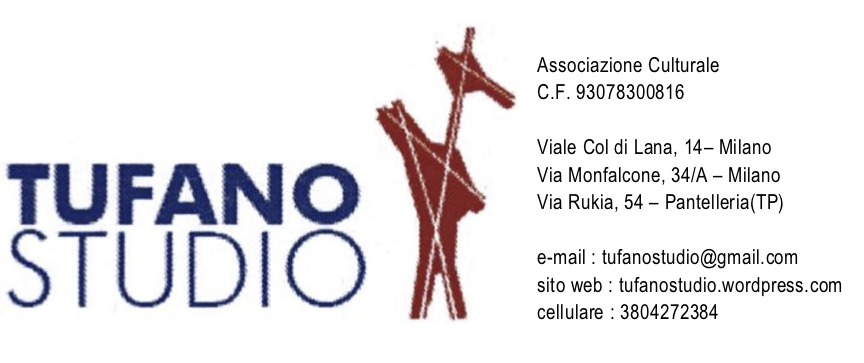 TUFANO
STUDIO
Associazione Culturale
C.F. 93078300816
Viale Col di Lana, 14– Milano
Via Monfalcone, 34/A – Milano
Via Rukia, 54 – Pantelleria(TP)
e-mail : tufanostudio@gmail.com
sito web : tufanostudio.wordpress.com
cellulare : 3804272384